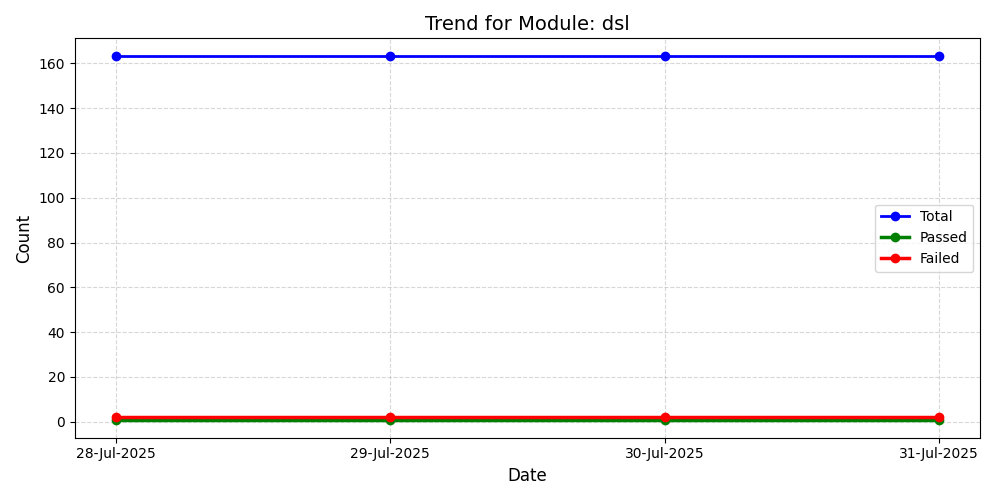 Trend for Module: dsl
160
140
120
100
80
60
40
20
0
Count
Total
Passed
Failed
28-Jul-2025
29-Jul-2025
30-Jul-2025
31-Jul-2025
Date